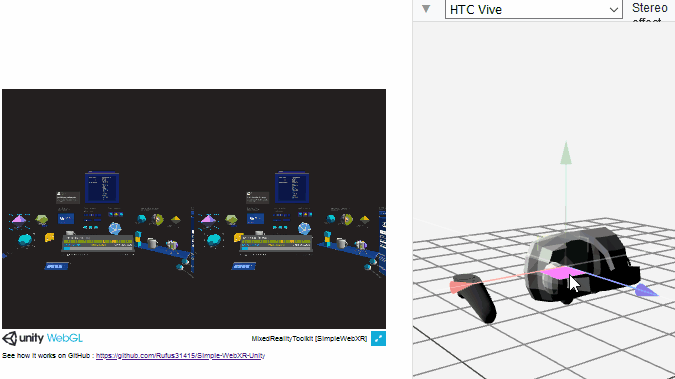 HTC Vive
Stereo
effect
unity WebGL
MixedRealityToolkit [SimpleWebXR]
See how it works on GitHub : https://github.com/Rufus31415/Simple-WebXR-Unity